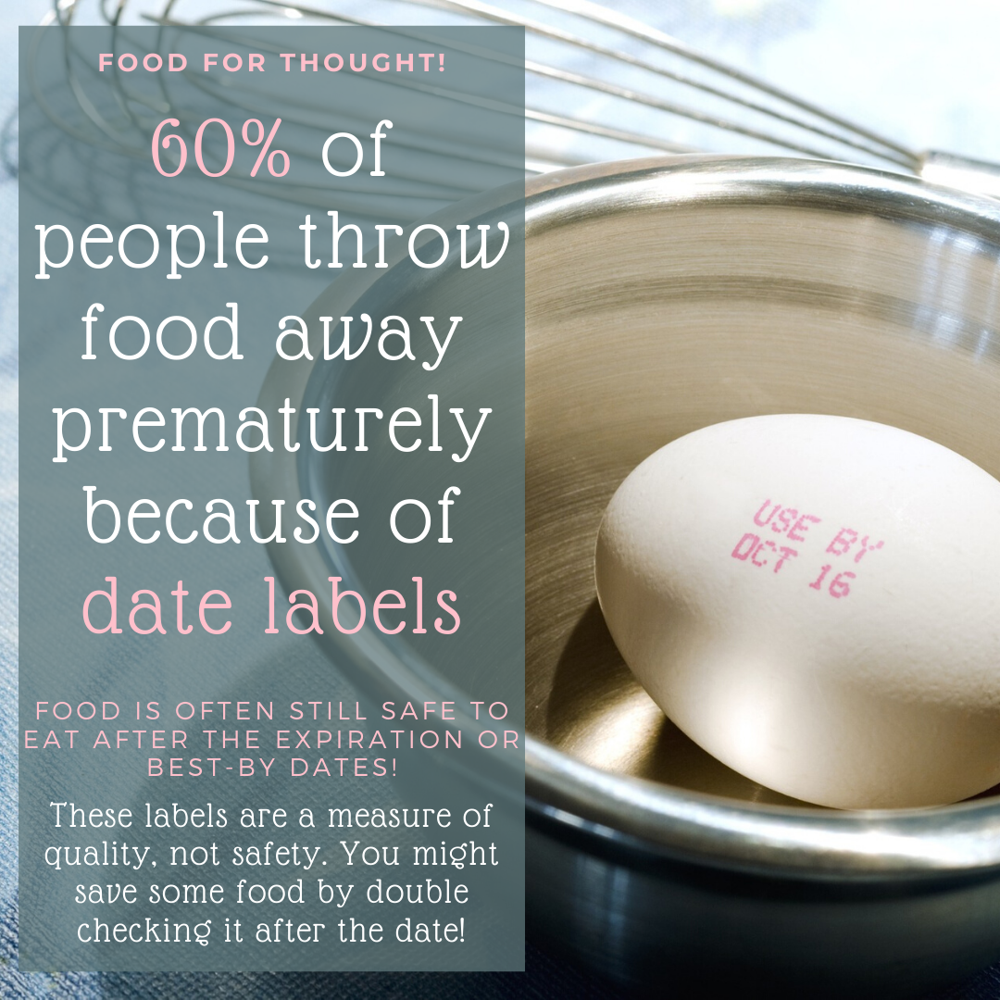 FOOD FOR THOUGHT!
60% of
people throw
food away
prematurely
because of
date labels
FOOD IS OFTEN STILL SAFE TO
EAT AFTER THE EXPIRATION OR
BEST-BY DATES!
These labels are a measure of
quality, not safety. You might
save some food by double
checking it after the date!
USE BY
OCT 16